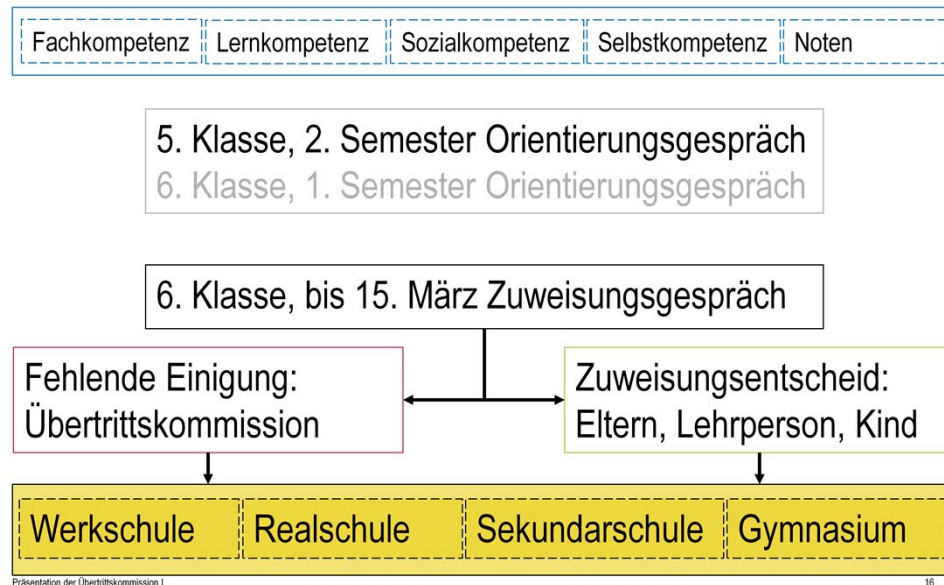 Fachkompetenz Lernkompetenz Sozialkompetenz Selbstkompetenz Noten
5. Klasse, 2. Semester Orientierungsgespräch
6. Klasse, 1. Semester Orientierungsgespräch
6. Klasse, bis 15. März Zuweisungsgespräch
Fehlende Einigung:
Übertrittskommission
Zuweisungsentscheid:
Eltern, Lehrperson, Kind
Werkschule Realschule Sekundarschule Gymnasium
Präsentation der Übertrittskommission I 16